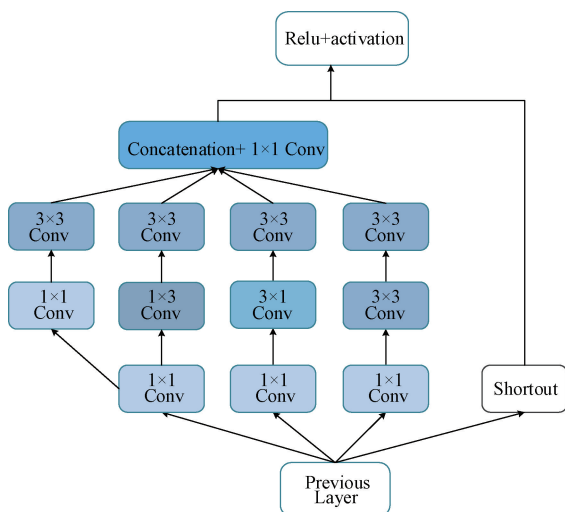 Relu+activation
Concatenation+ 1×1 Conv
3×3
Conv
3×3
Conv
3×3
Conv
3×3
Conv
1×1
Conv
1×3
Conv
3×1
Conv
3×3
Conv
1×1
Conv
1×1
Conv
1×1
Conv
Shortout
Previous
Layer